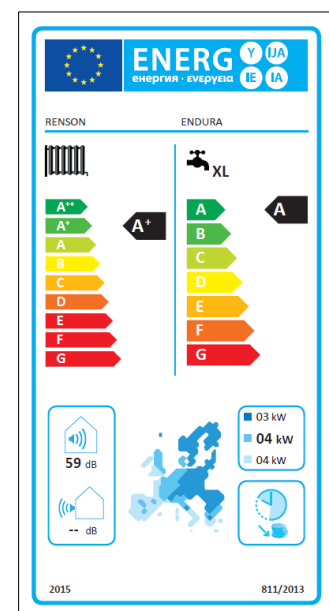 ENERG Y IJA
енергия · ενεργεια IE IA
RENSON ENDURA
XL
A++ A+ A
A+ B
A C
B D
C E
D F
E G
F
G
A+
A
59 dB
-- dB
03 kW
04 kW
04 kW
2015 811/2013